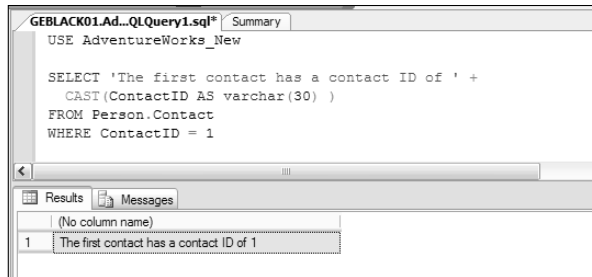 GEBLACK01.Ad...QLQuery1.sql* Summary
USE AdventureWorks_New
SELECT 'The first contact has a contact ID of ' +
CAST(ContactID AS varchar(30) )
FROM Person.Contact
WHERE ContactID = 1
Results Messages
(No column name)
1 The first contact has a contact ID of 1